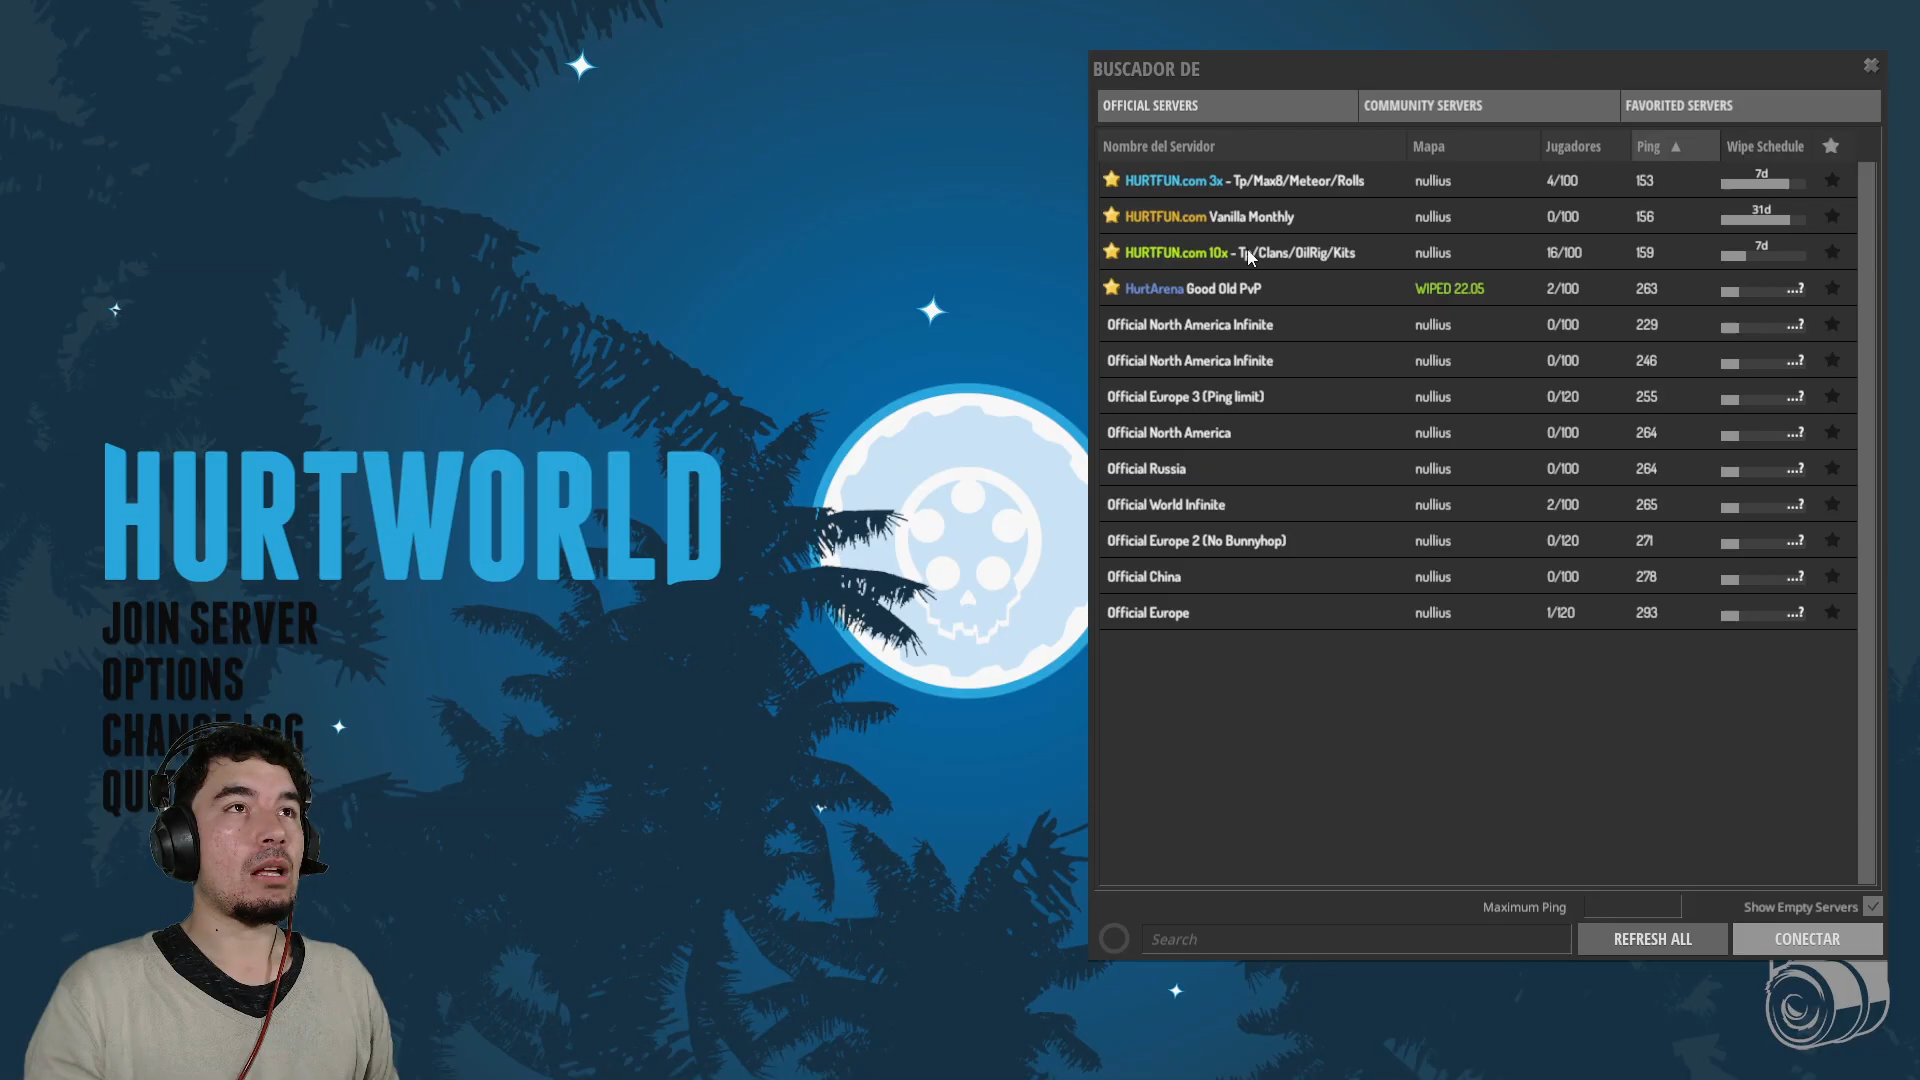 BUSCADOR DE
OFFICIAL SERVERS COMMUNITY SERVERS FAVORITED SERVERS
Nombre del Servidor Mapa Jugadores Ping ▲ Wipe Schedule
HURTFUN.com 3x - Tp/Max8/Meteor/Rolls nullius 4/100 153 7d
HURTFUN.com Vanilla Monthly nullius 0/100 156 31d
HURTFUN.com 10x - Tp/Clans/OilRig/Kits nullius 16/100 159 7d
HurtArena Good Old PvP WIPED 22.05 2/100 263 ...?
Official North America Infinite nullius 0/100 229 ...?
Official North America Infinite nullius 0/100 246 ...?
Official Europe 3 (Ping limit) nullius 0/120 255 ...?
Official North America nullius 0/100 264 ...?
Official Russia nullius 0/100 264 ...?
Official World Infinite nullius 2/100 265 ...?
Official Europe 2 (No Bunnyhop) nullius 0/120 271 ...?
Official China nullius 0/100 278 ...?
Official Europe nullius 1/120 293 ...?
Maximum Ping Show Empty Servers
Search REFRESH ALL CONECTAR
HURTWORLD
JOIN SERVER
OPTIONS
CHANGE LOG